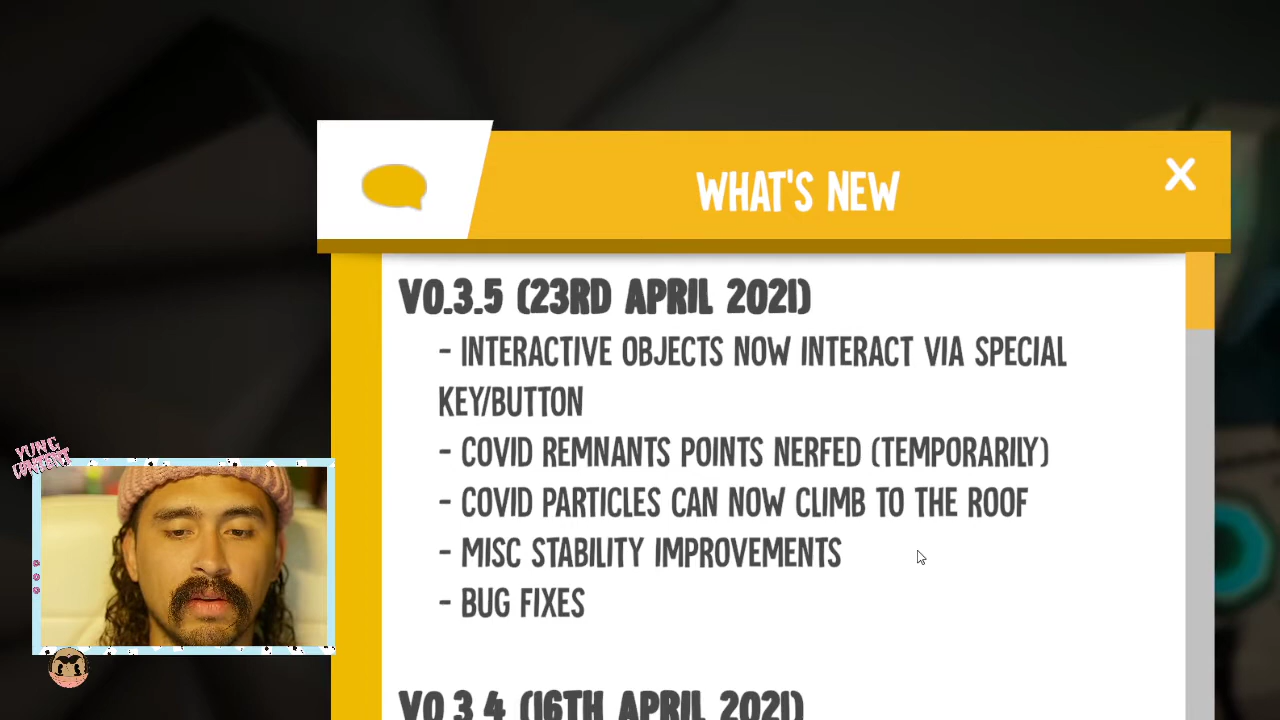 WHAT'S NEW
X
V0.3.5 (23RD APRIL 2021)
- INTERACTIVE OBJECTS NOW INTERACT VIA SPECIAL
KEY/BUTTON
- COVID REMNANTS POINTS NERFED (TEMPORARILY)
- COVID PARTICLES CAN NOW CLIMB TO THE ROOF
- MISC STABILITY IMPROVEMENTS
- BUG FIXES
YUNG
CONTENT
V0.3.4 (16TH APRIL 2021)